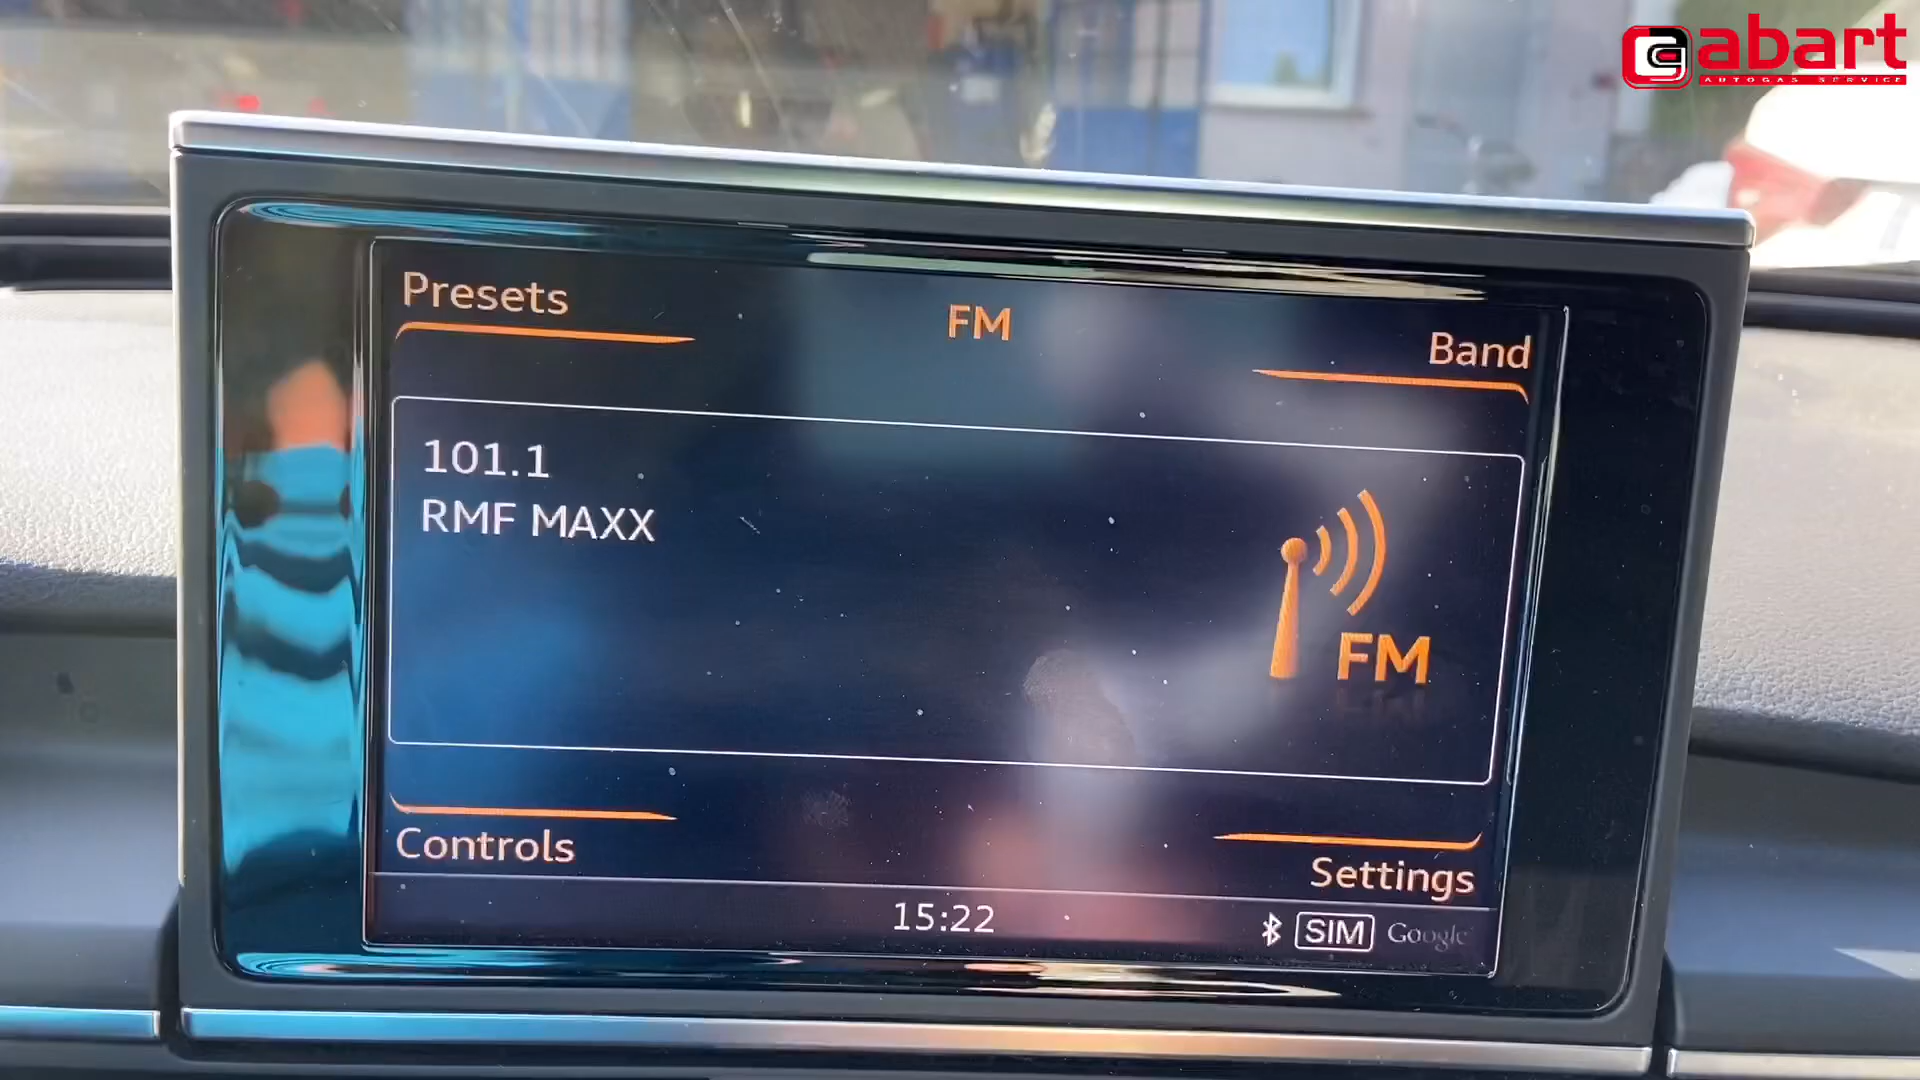 abart
AUTOGAS SERVICE
Presets
FM
Band
101.1
RMF MAXX
FM
Controls
Settings
15:22
SIM
Google